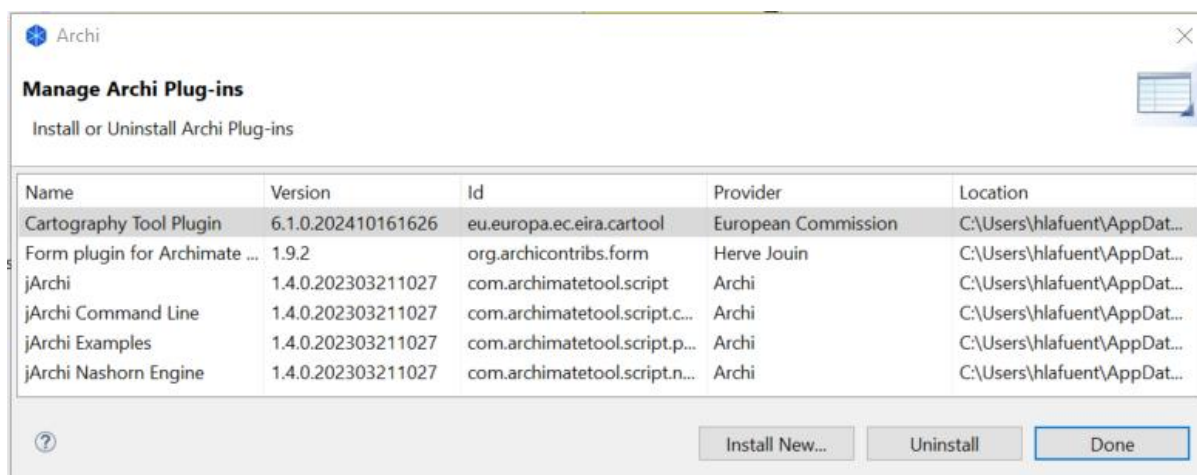 Archi
Manage Archi Plug-ins
Install or Uninstall Archi Plug-ins
Name Version Id Provider Location
Cartography Tool Plugin 6.1.0.202410161626 eu.europa.ec.eira.cartool European Commission C:\Users\hlafuent\AppDat...
Form plugin for Archimate ... 1.9.2 org.archicontribs.form Herve Jouin C:\Users\hlafuent\AppDat...
jArchi 1.4.0.202303211027 com.archimatetool.script Archi C:\Users\hlafuent\AppDat...
jArchi Command Line 1.4.0.202303211027 com.archimatetool.script.c... Archi C:\Users\hlafuent\AppDat...
jArchi Examples 1.4.0.202303211027 com.archimatetool.script.p... Archi C:\Users\hlafuent\AppDat...
jArchi Nashorn Engine 1.4.0.202303211027 com.archimatetool.script.n... Archi C:\Users\hlafuent\AppDat...
? Install New... Uninstall Done